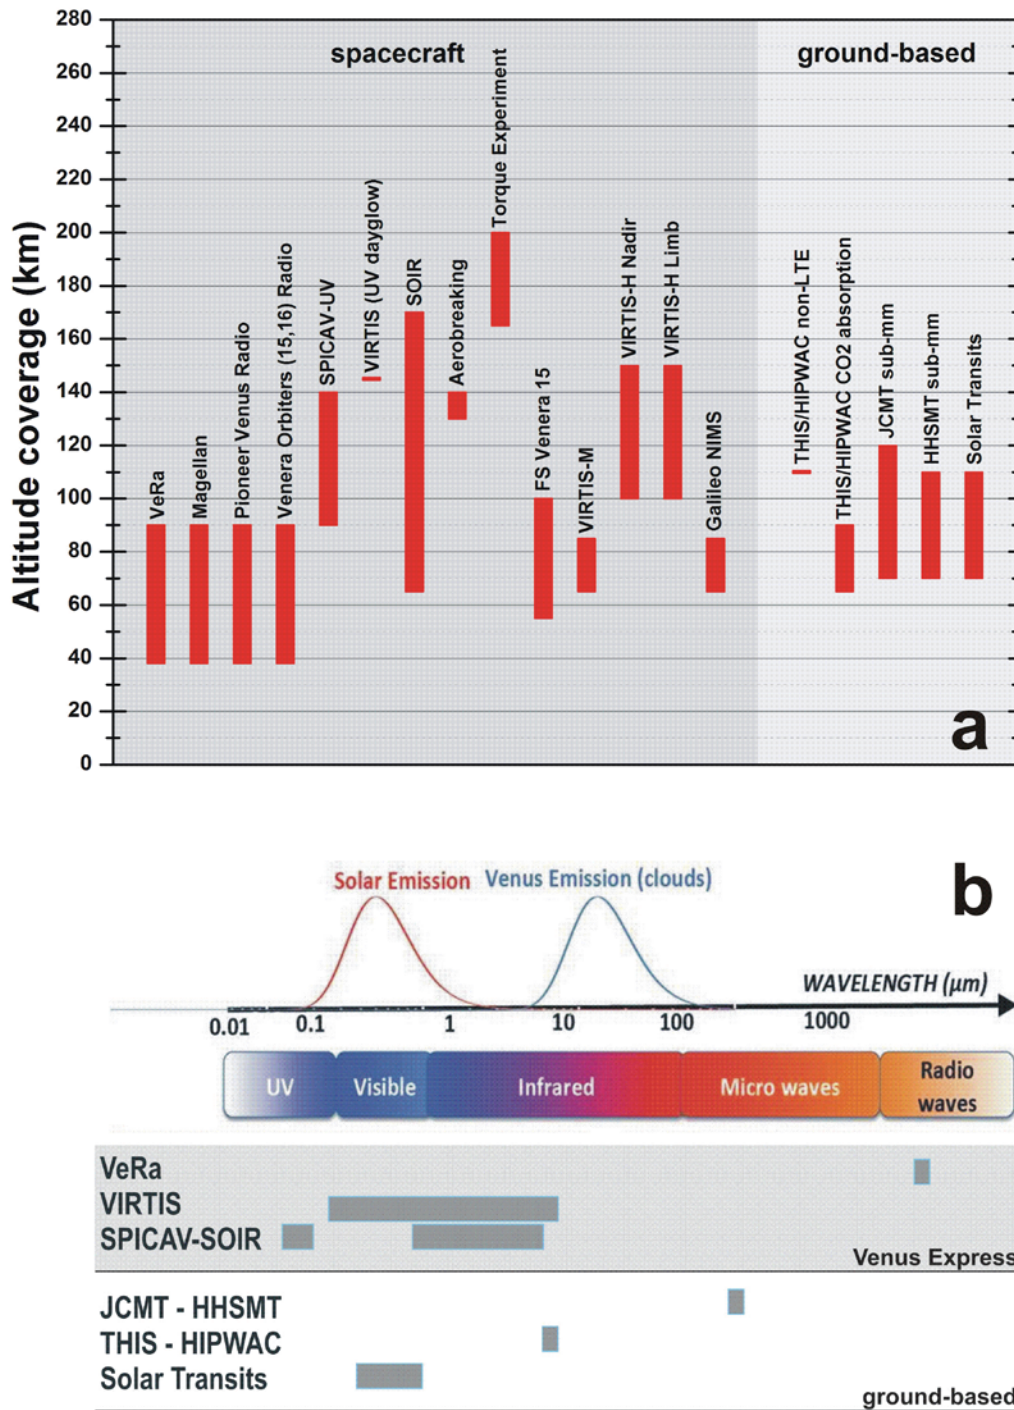 280
260
240
220
200
180
160
140
120
100
80
60
40
20
0
Altitude coverage (km)
spacecraft
ground-based
VeRa
Magellan
Pioneer Venus Radio
Venera Orbiters (15,16) Radio
SPICAV-UV
VIRTIS (UV dayglow)
SOIR
Aerobreaking
Torque Experiment
FS Venera 15
VIRTIS-M
VIRTIS-H Nadir
VIRTIS-H Limb
Galileo NIMS
THIS/HIPWAC non-LTE
THIS/HIPWAC CO2 absorption
JCMT sub-mm
HHSMT sub-mm
Solar Transits
a
b
Solar Emission
Venus Emission (clouds)
WAVELENGTH (μm)
0.01 0.1 1 10 100 1000
UV Visible Infrared Micro waves Radio waves
VeRa
VIRTIS
SPICAV-SOIR
Venus Express
JCMT - HHSMT
THIS - HIPWAC
Solar Transits
ground-based